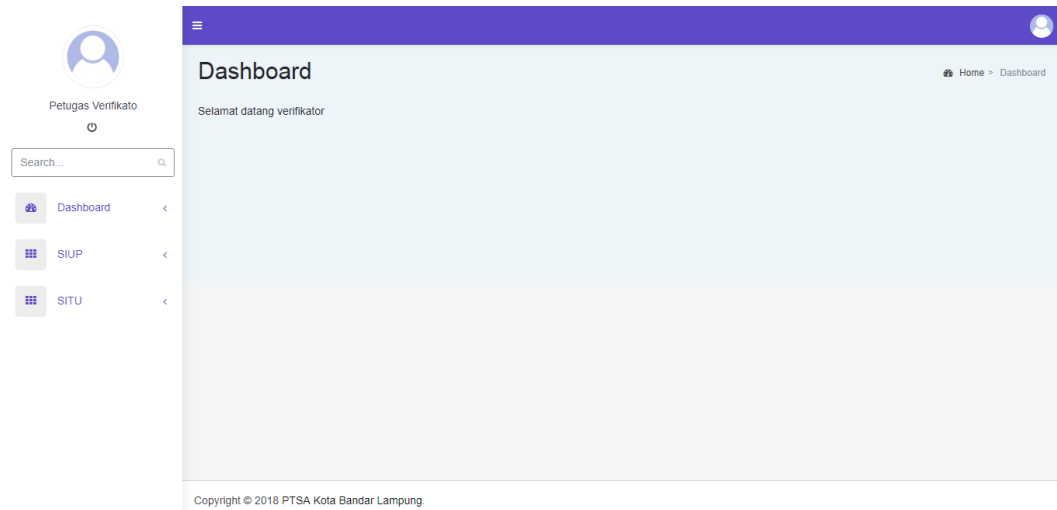 Petugas Verifikato
Search...
Dashboard
SIUP
SITU
Dashboard
Home > Dashboard
Selamat datang verifikator
Copyright © 2018 PTSA Kota Bandar Lampung.